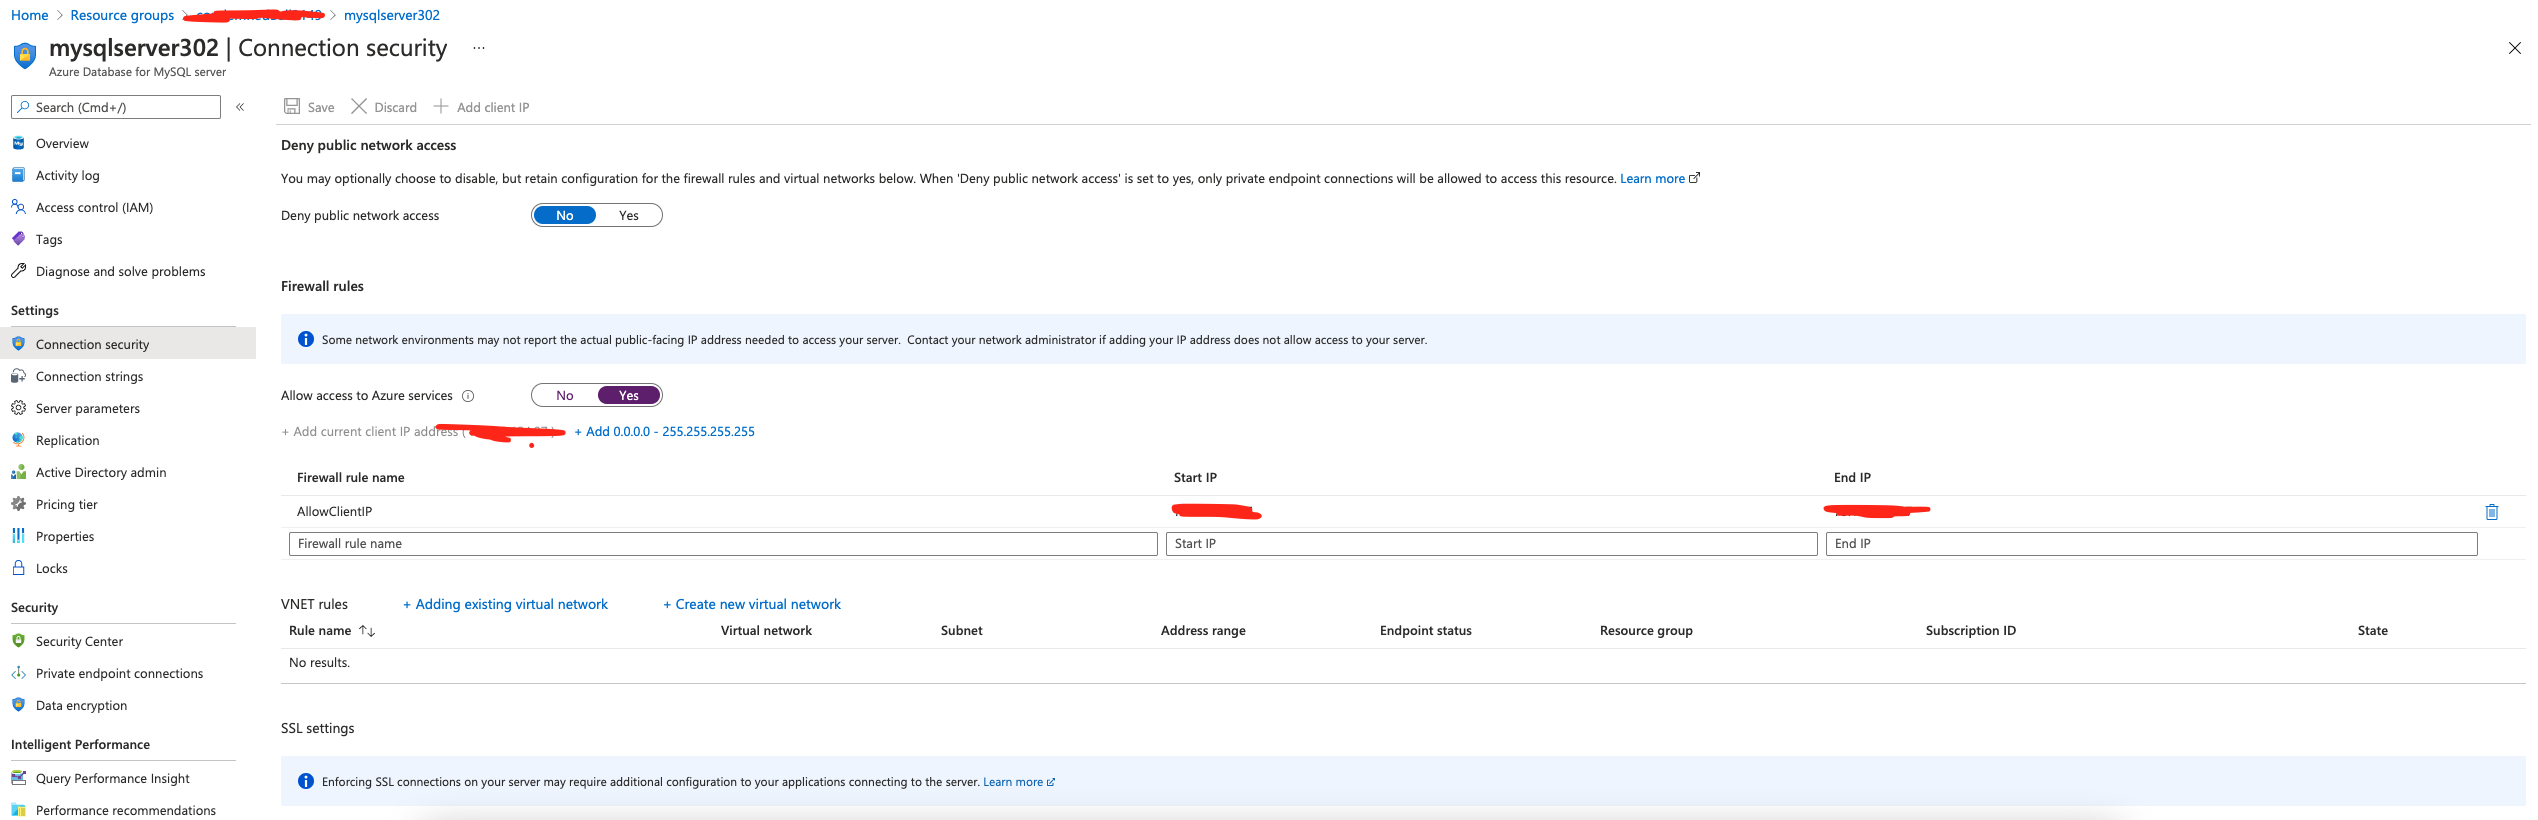 Home > Resource groups > > mysqlserver302
mysqlserver302 | Connection security ...
Azure Database for MySQL server
Search (Cmd+/) «
Save Discard Add client IP
Overview
Activity log
Access control (IAM)
Tags
Diagnose and solve problems
Settings
Connection security
Connection strings
Server parameters
Replication
Active Directory admin
Pricing tier
Properties
Locks
Security
Security Center
Private endpoint connections
Data encryption
Intelligent Performance
Query Performance Insight
Performance recommendations
Deny public network access
You may optionally choose to disable, but retain configuration for the firewall rules and virtual networks below. When 'Deny public network access' is set to yes, only private endpoint connections will be allowed to access this resource. Learn more
Deny public network access No Yes
Firewall rules
Some network environments may not report the actual public-facing IP address needed to access your server. Contact your network administrator if adding your IP address does not allow access to your server.
Allow access to Azure services No Yes
+ Add current client IP address ( ) + Add 0.0.0.0 - 255.255.255.255
Firewall rule name Start IP End IP
AllowClientIP
Firewall rule name Start IP End IP
VNET rules + Adding existing virtual network + Create new virtual network
Rule name ↑↓ Virtual network Subnet Address range Endpoint status Resource group Subscription ID State
No results.
SSL settings
Enforcing SSL connections on your server may require additional configuration to your applications connecting to the server. Learn more